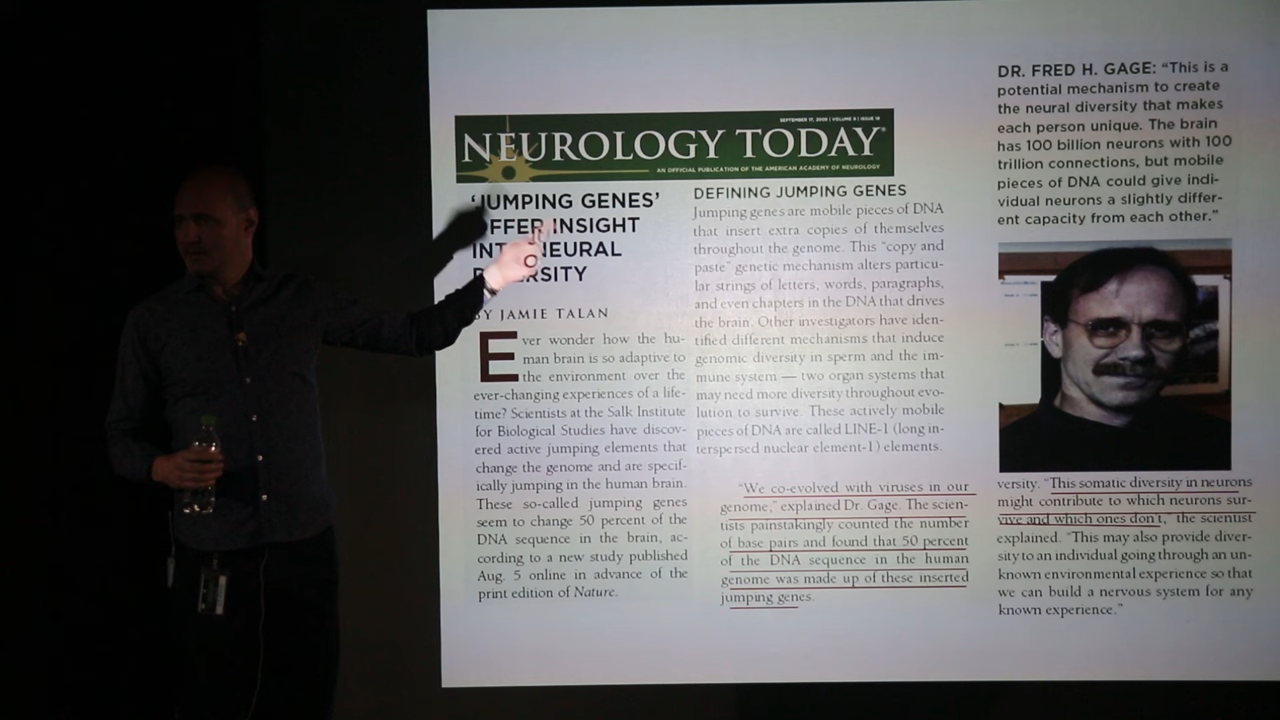 SEPTEMBER 17, 2009 | VOLUME 9 | ISSUE 18
NEUROLOGY TODAY®
AN OFFICIAL PUBLICATION OF THE AMERICAN ACADEMY OF NEUROLOGY
‘JUMPING GENES’
OFFER INSIGHT
INTO NEURAL
DIVERSITY
BY JAMIE TALAN
Ever wonder how the hu-
man brain is so adaptive to
the environment over the
ever-changing experiences of a life-
time? Scientists at the Salk Institute
for Biological Studies have discov-
ered active jumping elements that
change the genome and are specif-
ically jumping in the human brain.
These so-called jumping genes
seem to change 50 percent of the
DNA sequence in the brain, ac-
cording to a new study published
Aug. 5 online in advance of the
print edition of Nature.
DEFINING JUMPING GENES
Jumping genes are mobile pieces of DNA
that insert extra copies of themselves
throughout the genome. This “copy and
paste” genetic mechanism alters particu-
lar strings of letters, words, paragraphs,
and even chapters in the DNA that drives
the brain. Other investigators have iden-
tified different mechanisms that induce
genomic diversity in sperm and the im-
mune system — two organ systems that
may need more diversity throughout evo-
lution to survive. These actively mobile
pieces of DNA are called LINE-1 (long in-
terspersed nuclear element-1) elements.
“We co-evolved with viruses in our
genome,” explained Dr. Gage. The scien-
tists painstakingly counted the number
of base pairs and found that 50 percent
of the DNA sequence in the human
genome was made up of these inserted
jumping genes.
DR. FRED H. GAGE: “This is a
potential mechanism to create
the neural diversity that makes
each person unique. The brain
has 100 billion neurons with 100
trillion connections, but mobile
pieces of DNA could give indi-
vidual neurons a slightly differ-
ent capacity from each other.”
versity. “This somatic diversity in neurons
might contribute to which neurons sur-
vive and which ones don't,” the scientist
explained. “This may also provide diver-
sity to an individual going through an un-
known environmental experience so that
we can build a nervous system for any
known experience.”